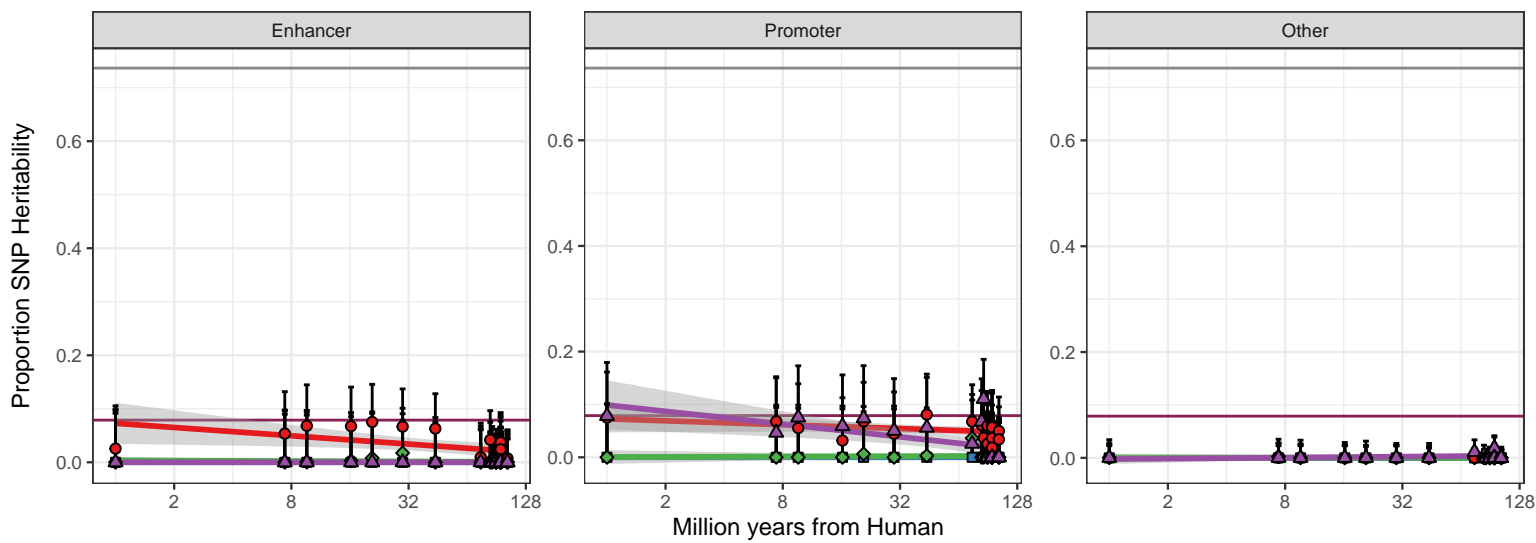 Enhancer
Promoter
Other
Proportion SNP Heritability
0.6
0.4
0.2
0.0
2 8 32 128
0.6
0.4
0.2
0.0
2 8 32 128
0.6
0.4
0.2
0.0
2 8 32 128
Million years from Human